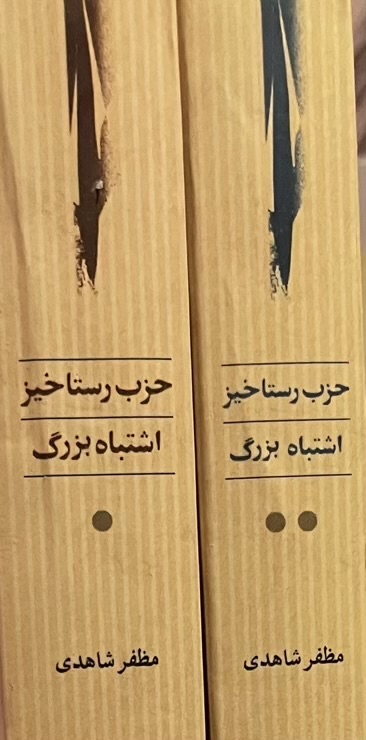 حزب رستاخیز
اشتباه بزرگ
مظفر شاهدی
حزب رستاخیز
اشتباه بزرگ
مظفر شاهدی